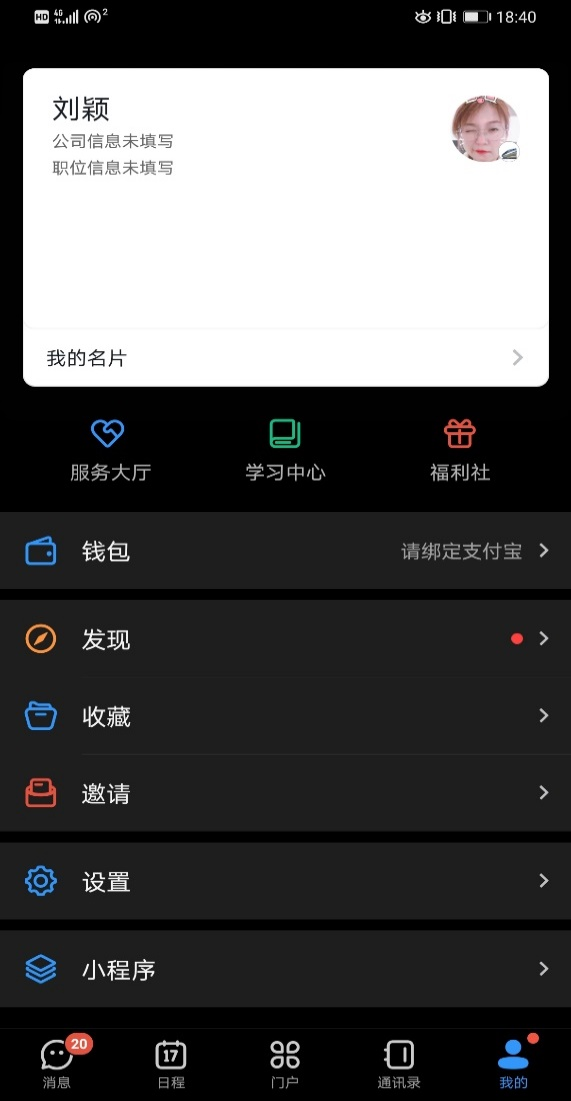 HD 4G 2 18:40
刘颖
公司信息未填写
职位信息未填写
我的名片
服务大厅 学习中心 福利社
钱包 请绑定支付宝
发现
收藏
邀请
设置
小程序
20
17
消息 日程 门户 通讯录 我的